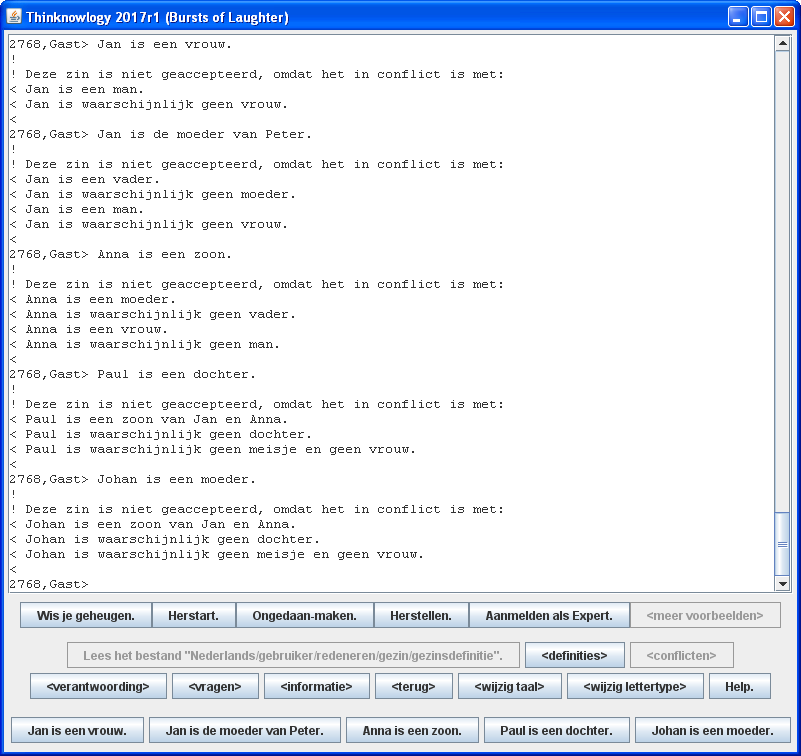 Thinknowlogy 2017r1 (Bursts of Laughter)
2768,Gast> Jan is een vrouw.
!
! Deze zin is niet geaccepteerd, omdat het in conflict is met:
< Jan is een man.
< Jan is waarschijnlijk geen vrouw.
<
2768,Gast> Jan is de moeder van Peter.
!
! Deze zin is niet geaccepteerd, omdat het in conflict is met:
< Jan is een vader.
< Jan is waarschijnlijk geen moeder.
< Jan is een man.
< Jan is waarschijnlijk geen vrouw.
<
2768,Gast> Anna is een zoon.
!
! Deze zin is niet geaccepteerd, omdat het in conflict is met:
< Anna is een moeder.
< Anna is waarschijnlijk geen vader.
< Anna is een vrouw.
< Anna is waarschijnlijk geen man.
<
2768,Gast> Paul is een dochter.
!
! Deze zin is niet geaccepteerd, omdat het in conflict is met:
< Paul is een zoon van Jan en Anna.
< Paul is waarschijnlijk geen dochter.
< Paul is waarschijnlijk geen meisje en geen vrouw.
<
2768,Gast> Johan is een moeder.
!
! Deze zin is niet geaccepteerd, omdat het in conflict is met:
< Johan is een zoon van Jan en Anna.
< Johan is waarschijnlijk geen dochter.
< Johan is waarschijnlijk geen meisje en geen vrouw.
<
2768,Gast>
Wis je geheugen. Herstart. Ongedaan-maken. Herstellen. Aanmelden als Expert. <meer voorbeelden>
Lees het bestand "Nederlands/gebruiker/redeneren/gezin/gezinsdefinitie". <definities> <conflicten>
<verantwoording> <vragen> <informatie> <terug> <wijzig taal> <wijzig lettertype> Help.
Jan is een vrouw. Jan is de moeder van Peter. Anna is een zoon. Paul is een dochter. Johan is een moeder.